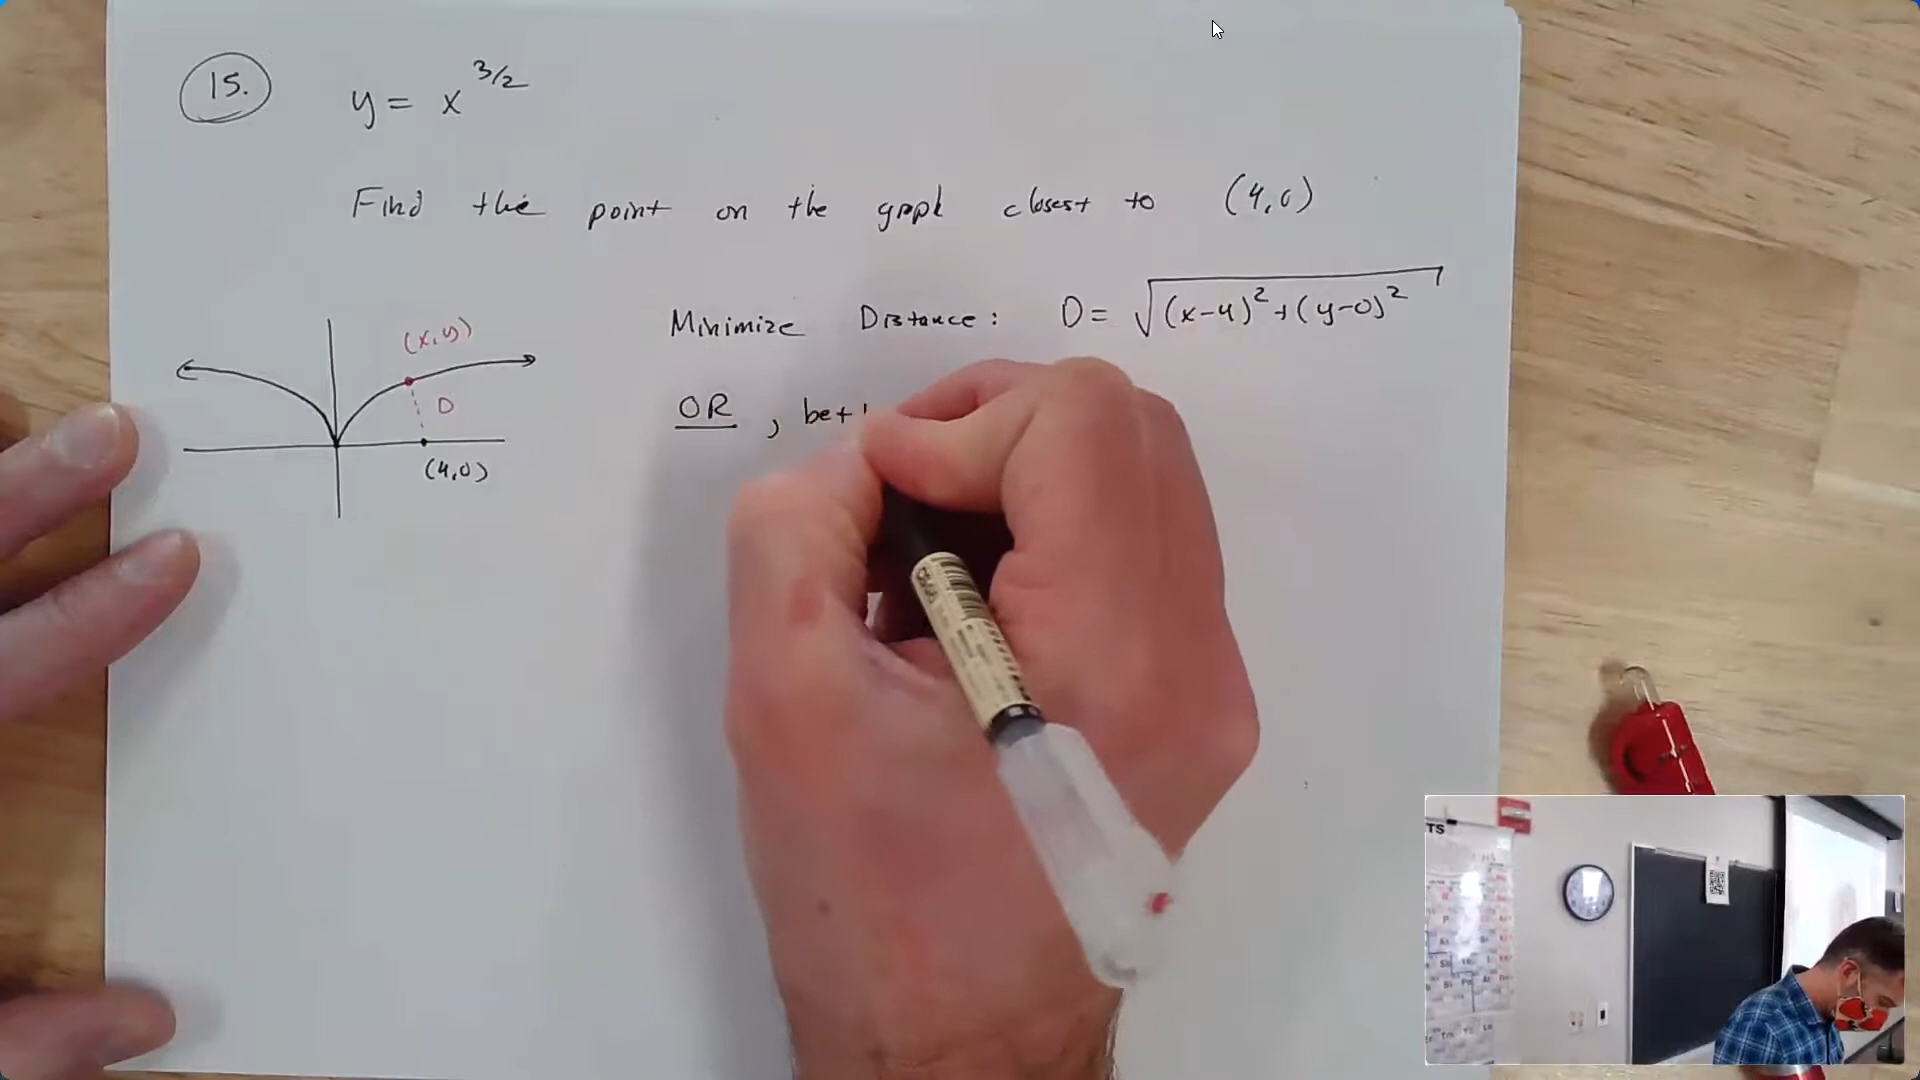 15. y = x^3/2
Find the point on the graph closest to (4,0)
Minimize Distance: D = √(x-4)²+(y-0)²
(x,y)
D
(4,0)
OR, bet
TS